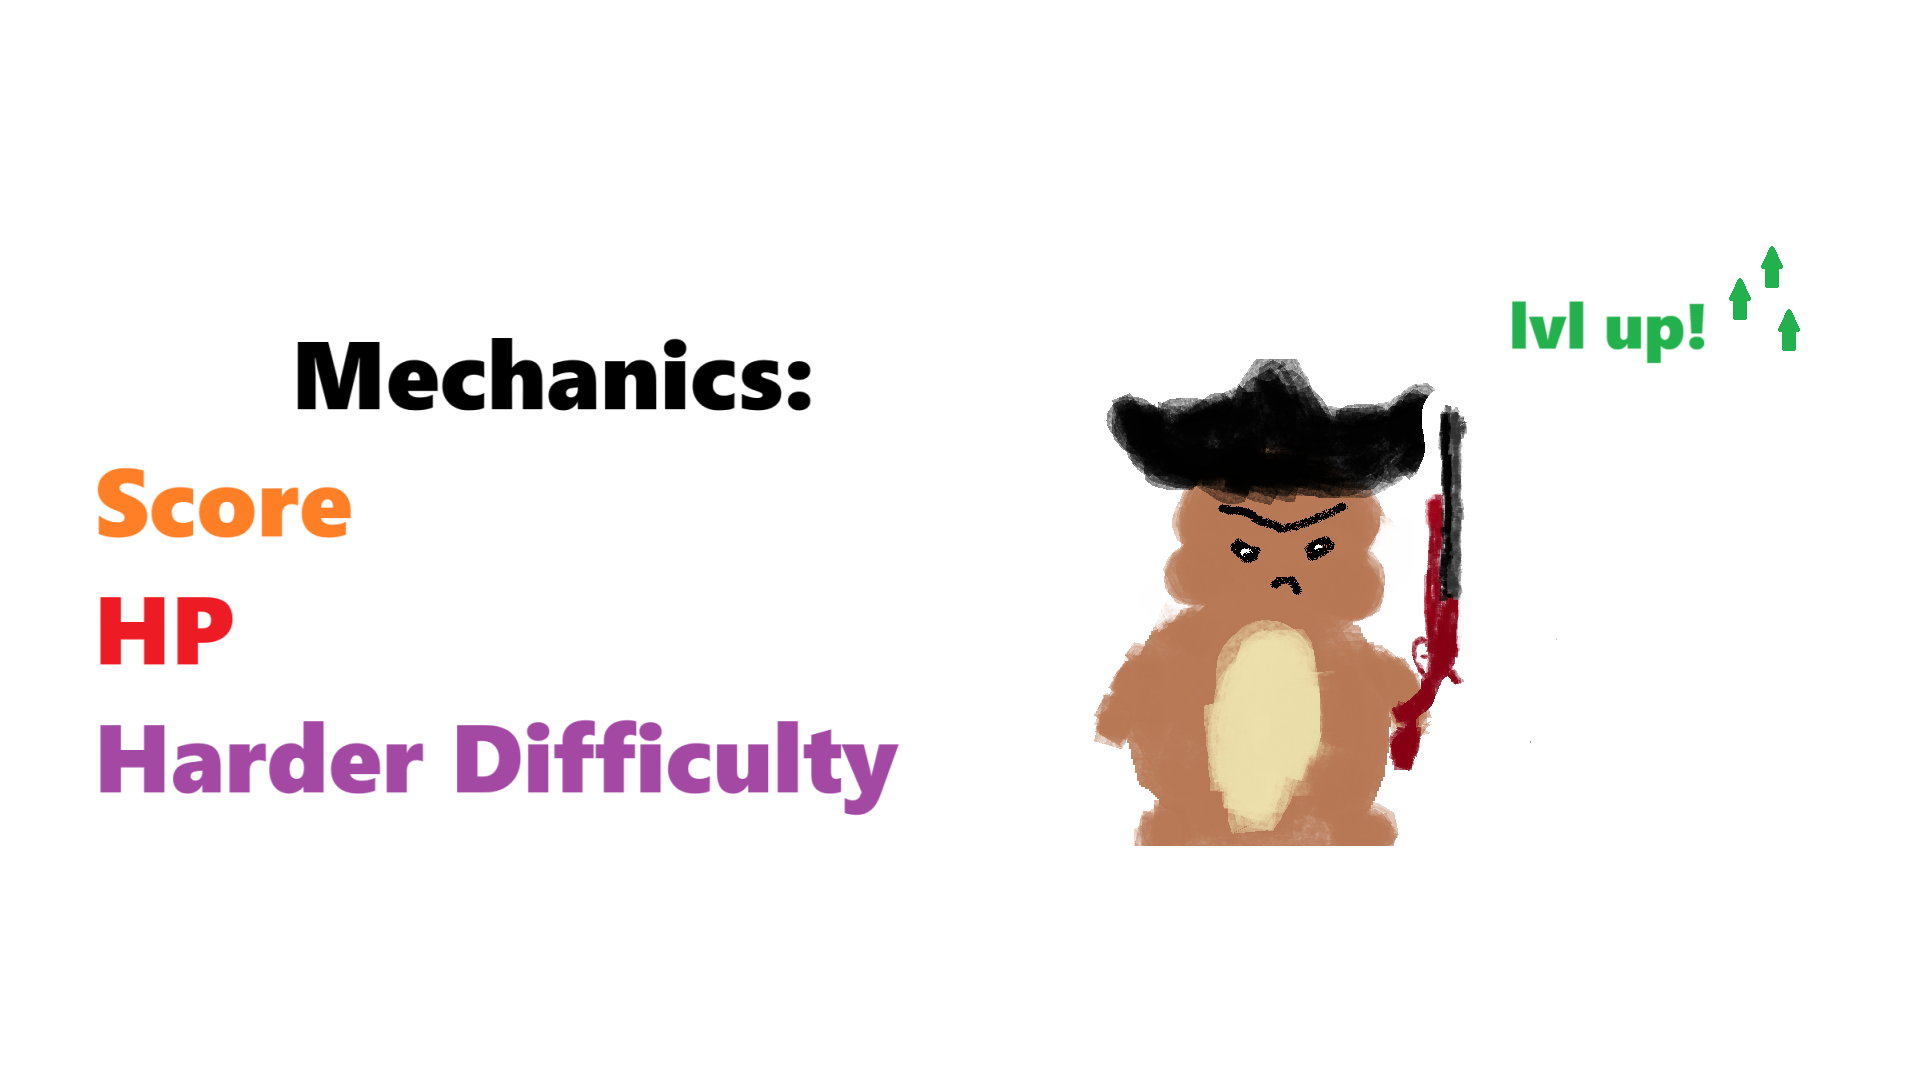 lvl up!
Mechanics:
Score
HP
Harder Difficulty